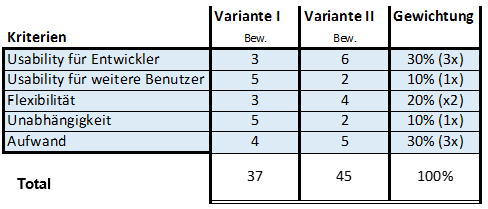 Kriterien Variante I Variante II Gewichtung
Bew. Bew.
Usability für Entwickler 3 6 30% (3x)
Usability für weitere Benutzer 5 2 10% (1x)
Flexibilität 3 4 20% (x2)
Unabhängigkeit 5 2 10% (1x)
Aufwand 4 5 30% (3x)
Total 37 45 100%